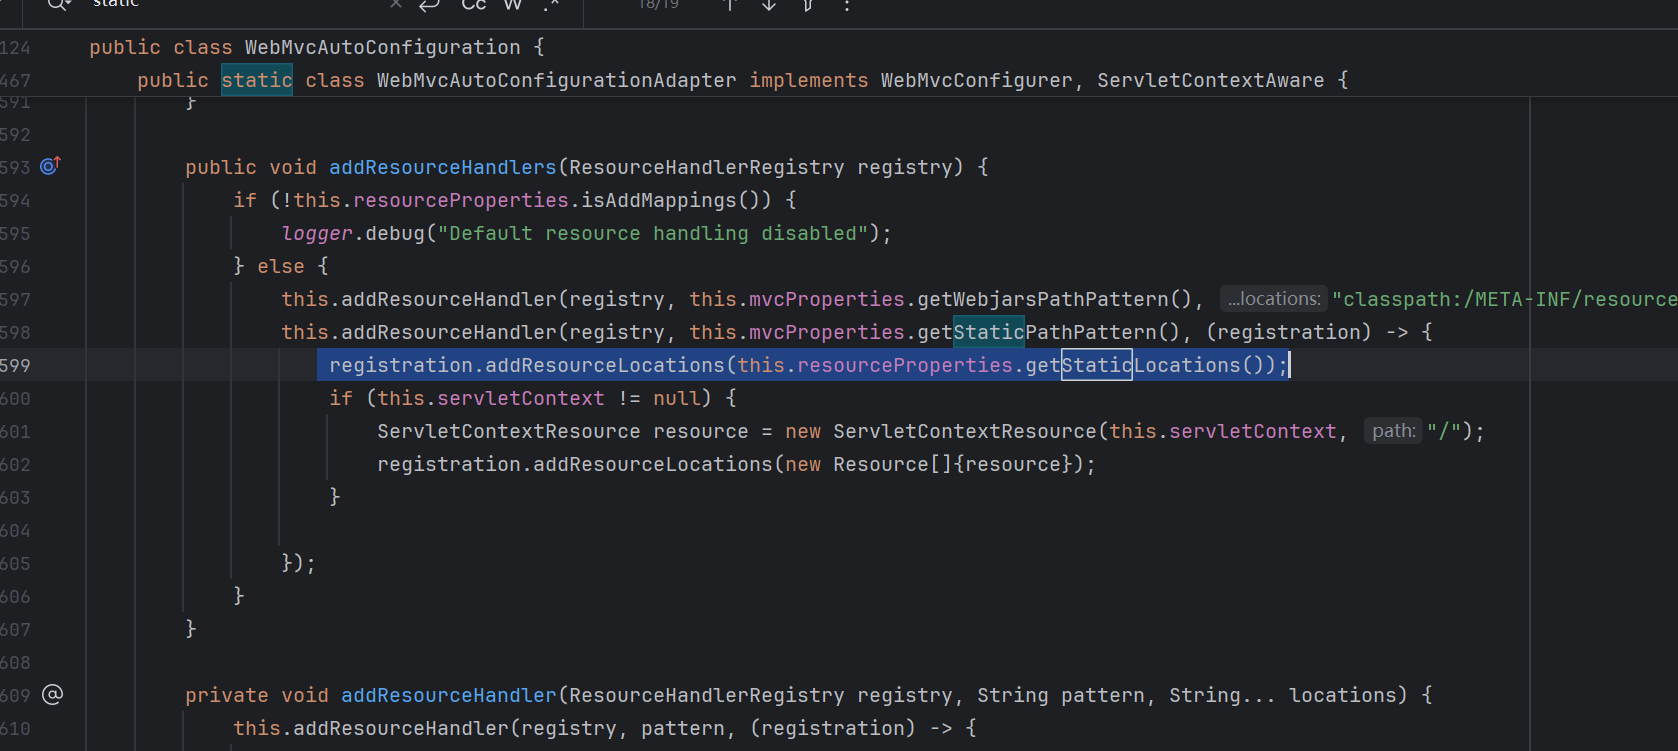 static Cc W .* 18/19
124 public class WebMvcAutoConfiguration {
467 public static class WebMvcAutoConfigurationAdapter implements WebMvcConfigurer, ServletContextAware {
591 }
592
593 public void addResourceHandlers(ResourceHandlerRegistry registry) {
594 if (!this.resourceProperties.isAddMappings()) {
595 logger.debug("Default resource handling disabled");
596 } else {
597 this.addResourceHandler(registry, this.mvcProperties.getWebjarsPathPattern(), ...locations: "classpath:/META-INF/resource
598 this.addResourceHandler(registry, this.mvcProperties.getStaticPathPattern(), (registration) -> {
599 registration.addResourceLocations(this.resourceProperties.getStaticLocations());
600 if (this.servletContext != null) {
601 ServletContextResource resource = new ServletContextResource(this.servletContext, path: "/");
602 registration.addResourceLocations(new Resource[]{resource});
603 }
604
605 });
606 }
607 }
608
609 private void addResourceHandler(ResourceHandlerRegistry registry, String pattern, String... locations) {
610 this.addResourceHandler(registry, pattern, (registration) -> {